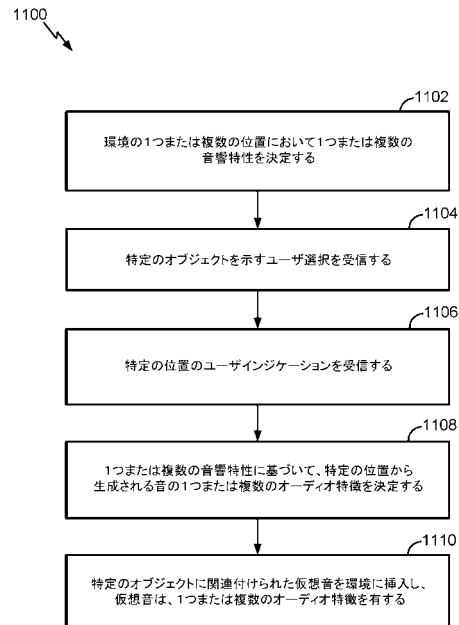 1100
1102
環境の1つまたは複数の位置において1つまたは複数の
音響特性を決定する
1104
特定のオブジェクトを示すユーザ選択を受信する
1106
特定の位置のユーザインジケーションを受信する
1108
1つまたは複数の音響特性に基づいて、特定の位置から
生成される音の1つまたは複数のオーディオ特徴を決定する
1110
特定のオブジェクトに関連付けられた仮想音を環境に挿入し、
仮想音は、1つまたは複数のオーディオ特徴を有する